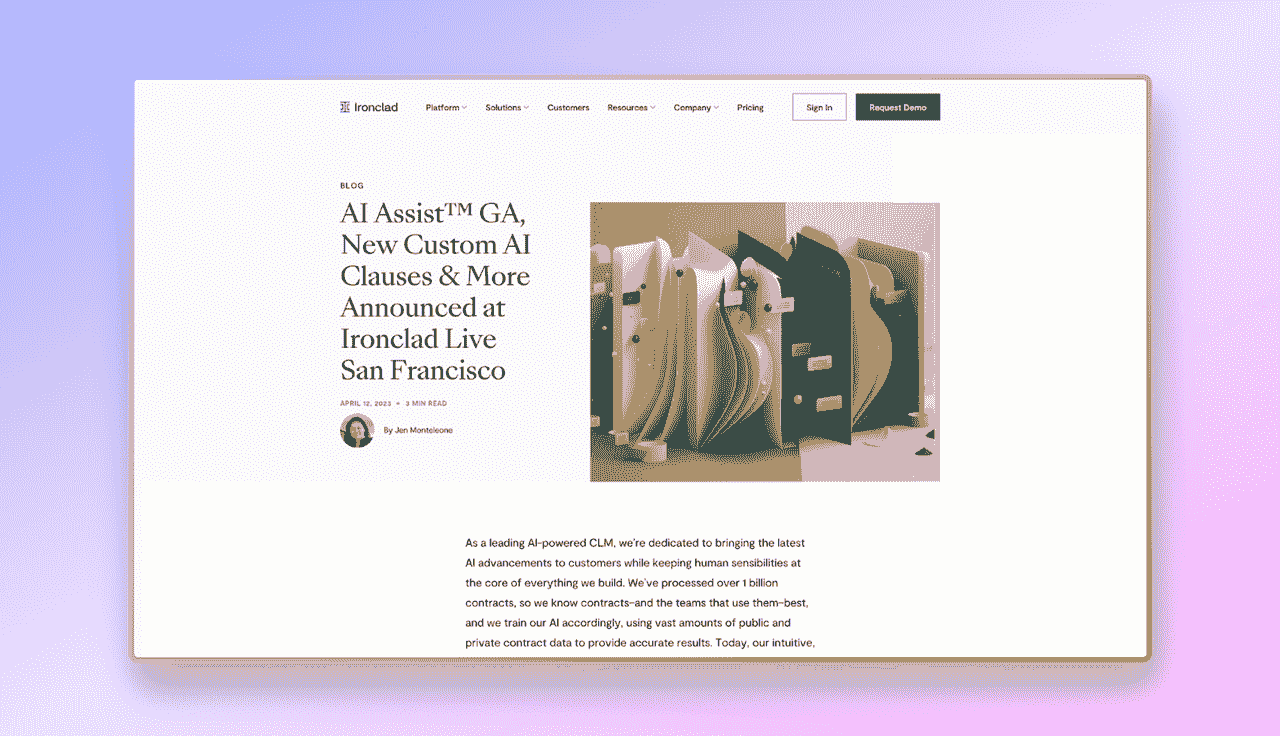 Ironclad
Platform
Solutions
Customers
Resources
Company
Pricing
Sign In
Request Demo
BLOG
AI Assist™ GA,
New Custom AI
Clauses & More
Announced at
Ironclad Live
San Francisco
APRIL 12, 2023 • 3 MIN READ
By Jen Monteleone
As a leading AI-powered CLM, we're dedicated to bringing the latest
AI advancements to customers while keeping human sensibilities at
the core of everything we build. We've processed over 1 billion
contracts, so we know contracts–and the teams that use them–best,
and we train our AI accordingly, using vast amounts of public and
private contract data to provide accurate results. Today, our intuitive,